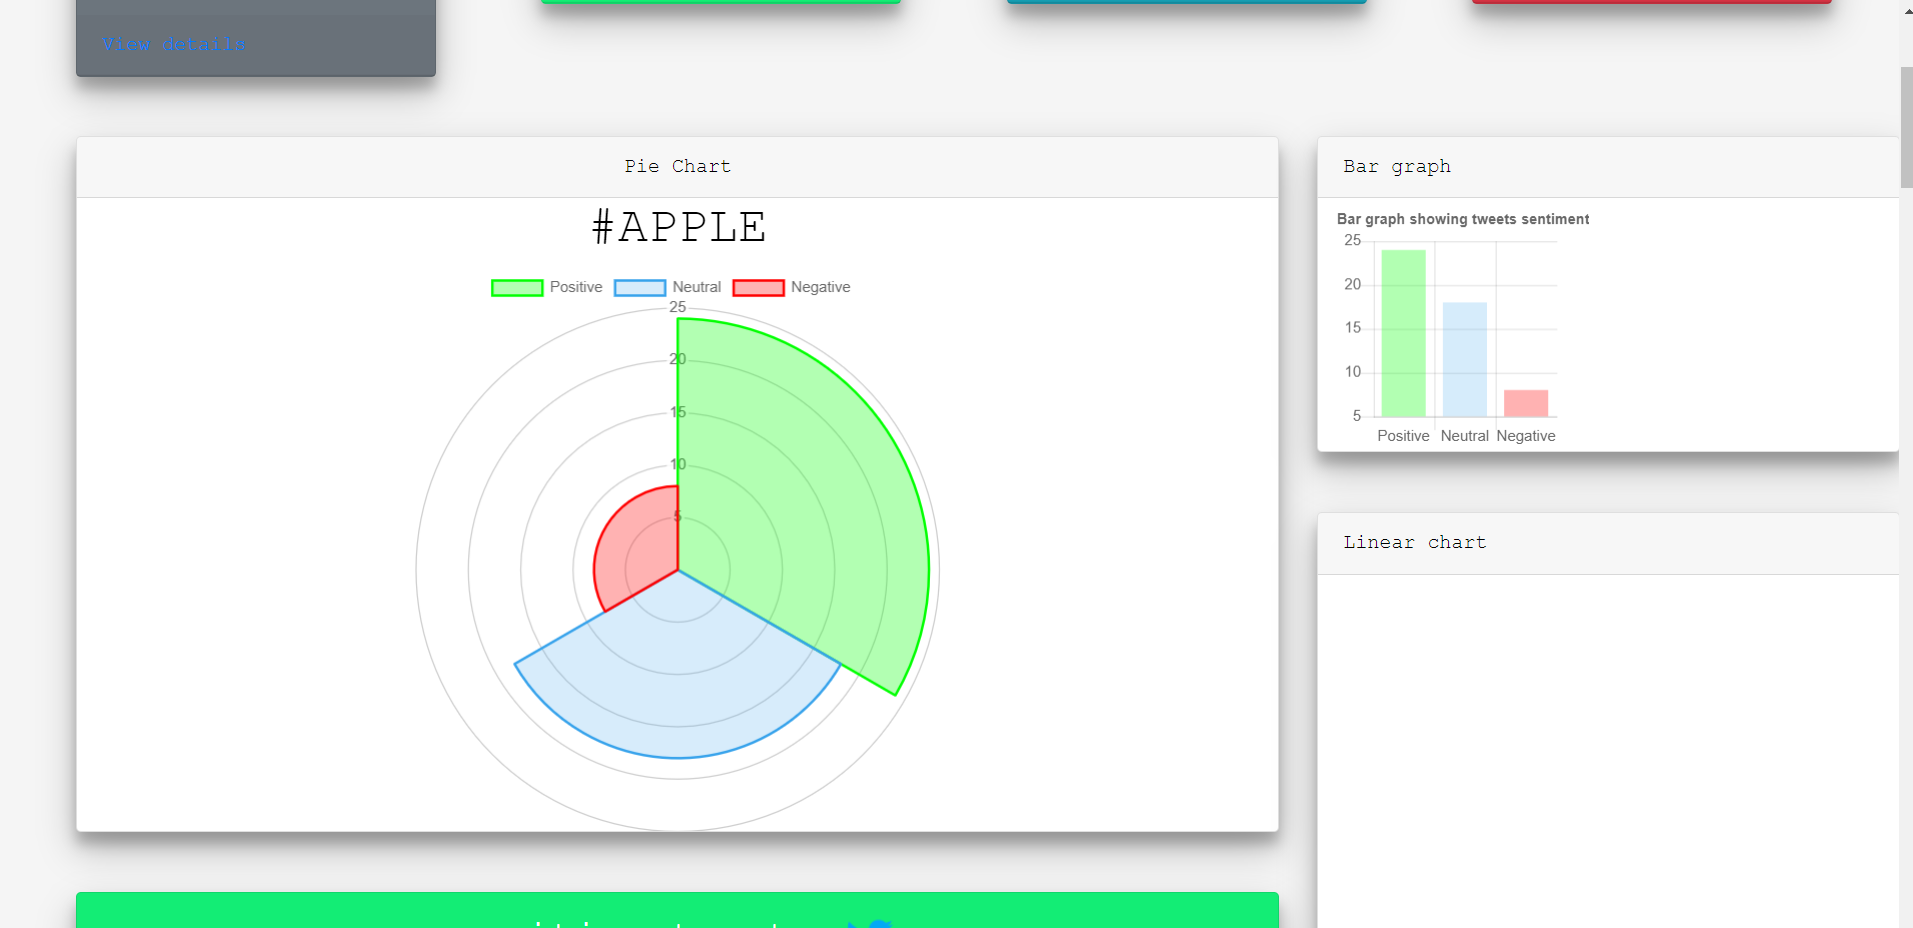 View details
Pie Chart
#APPLE
Positive Neutral Negative
25
20
15
10
5
Bar graph
Bar graph showing tweets sentiment
25
20
15
10
5
Positive Neutral Negative
Linear chart